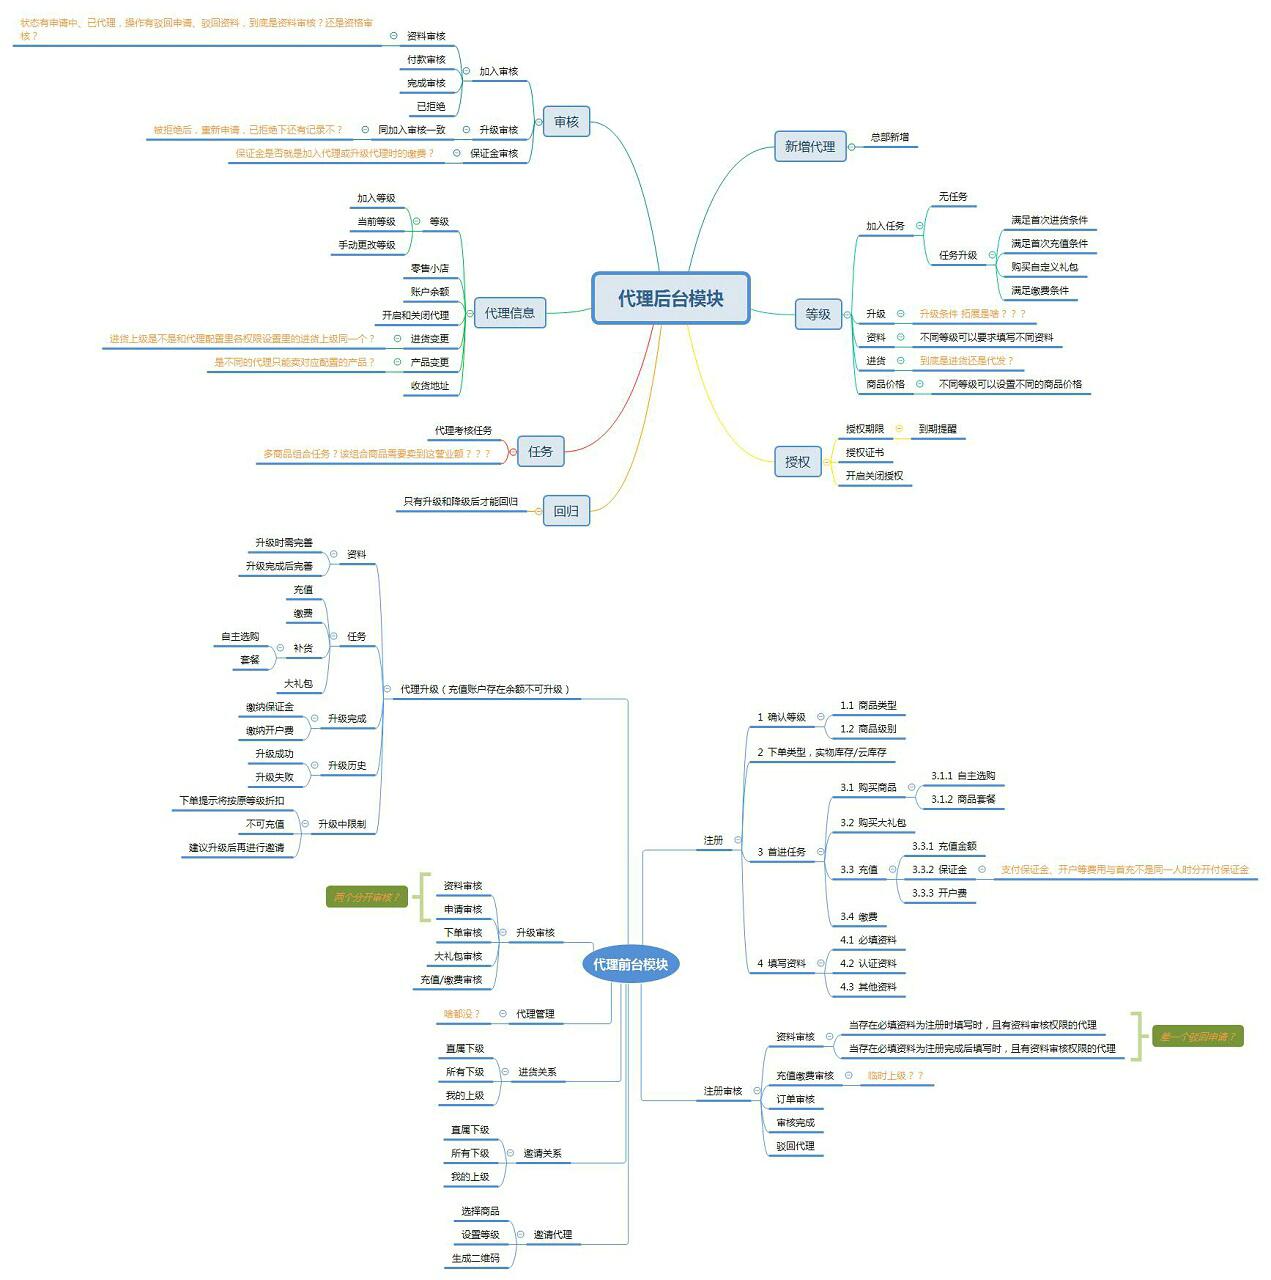 状态有申请中、已代理，操作有驳回申请、驳回资料，到底是资料审核？还是资格审
核？
资料审核
付款审核
完成审核
已拒绝
加入审核
被拒绝后，重新申请，已拒绝下还有记录不？
同加入审核一致
升级审核
保证金是否就是加入代理或升级代理时的缴费？
保证金审核
审核
加入等级
当前等级
手动更改等级
等级
零售小店
账户余额
开启和关闭代理
进货上级是不是和代理配置里各权限设置里的进货上级同一个？
进货变更
是不同的代理只能卖对应配置的产品？
产品变更
收货地址
代理信息
代理考核任务
多商品组合任务？该组合商品需要卖到这营业额？？？
任务
只有升级和降级后才能回归
回归
代理后台模块
新增代理
总部新增
等级
加入任务
无任务
任务升级
满足首次进货条件
满足首次充值条件
购买自定义礼包
满足缴费条件
升级
升级条件 拓展是啥？？？
资料
不同等级可以要求填写不同资料
进货
到底是进货还是代发？
商品价格
不同等级可以设置不同的商品价格
授权
授权期限
到期提醒
授权证书
开启关闭授权
升级时需完善
升级完成后完善
资料
充值
缴费
自主选购
套餐
补货
大礼包
任务
缴纳保证金
缴纳开户费
升级完成
升级成功
升级失败
升级历史
下单提示将按原等级折扣
不可充值
建议升级后再进行邀请
升级中限制
代理升级（充值账户存在余额不可升级）
两个分开审核？
资料审核
申请审核
下单审核
大礼包审核
充值/缴费审核
升级审核
啥都没？
代理管理
直属下级
所有下级
我的上级
进货关系
直属下级
所有下级
我的上级
邀请关系
选择商品
设置等级
生成二维码
邀请代理
代理前台模块
注册
1 确认等级
1.1 商品类型
1.2 商品级别
2 下单类型，实物库存/云库存
3 首进任务
3.1 购买商品
3.1.1 自主选购
3.1.2 商品套餐
3.2 购买大礼包
3.3 充值
3.3.1 充值金额
3.3.2 保证金
支付保证金、开户等费用与首充不是同一人时分开付保证金
3.3.3 开户费
3.4 缴费
4 填写资料
4.1 必填资料
4.2 认证资料
4.3 其他资料
注册审核
资料审核
当存在必填资料为注册时填写时，且有资料审核权限的代理
当存在必填资料为注册完成后填写时，且有资料审核权限的代理
差一个驳回申请？
充值缴费审核
临时上级？？
订单审核
审核完成
驳回代理